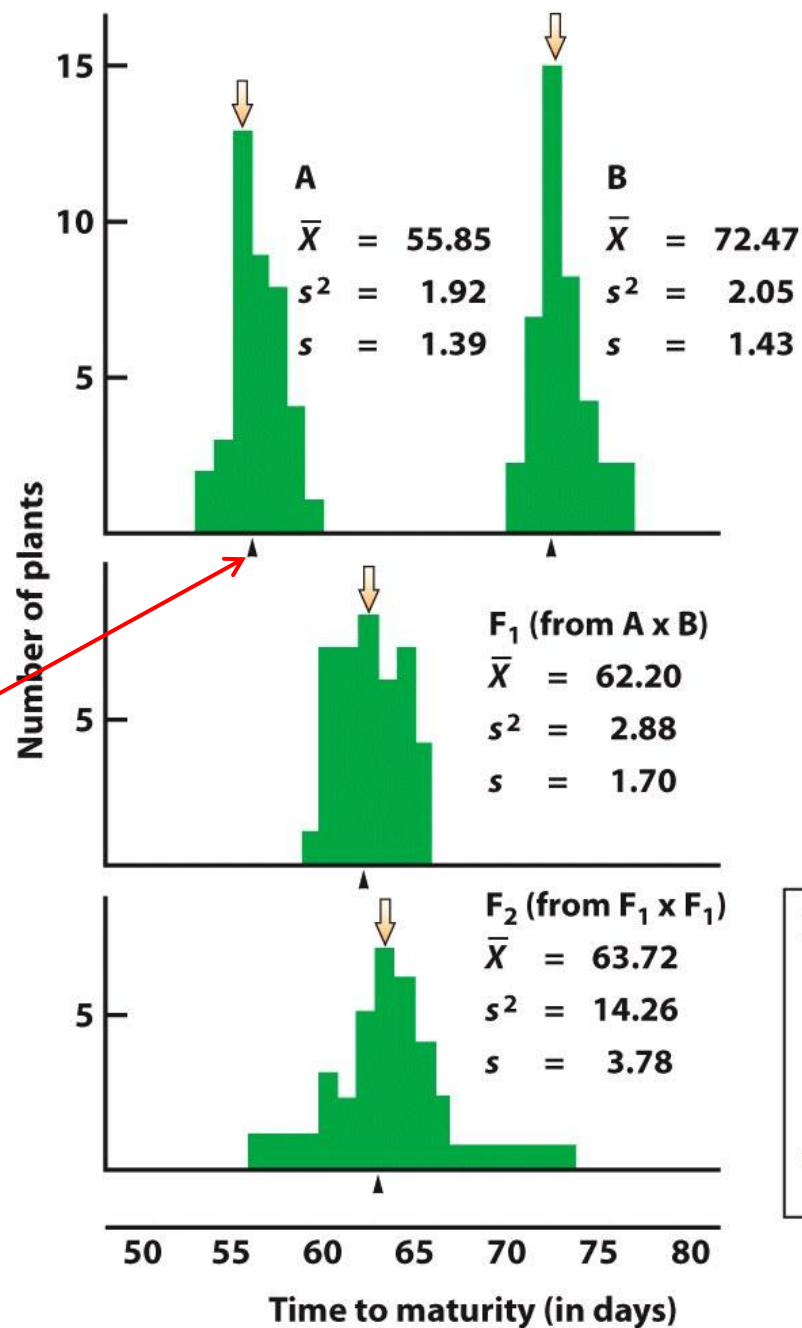 15
10
5
A
X̄ = 55.85
s² = 1.92
s = 1.39
B
X̄ = 72.47
s² = 2.05
s = 1.43
Number of plants
5
F₁ (from A x B)
X̄ = 62.20
s² = 2.88
s = 1.70
5
F₂ (from F₁ x F₁)
X̄ = 63.72
s² = 14.26
s = 3.78
50 55 60 65 70 75 80
Time to maturity (in days)